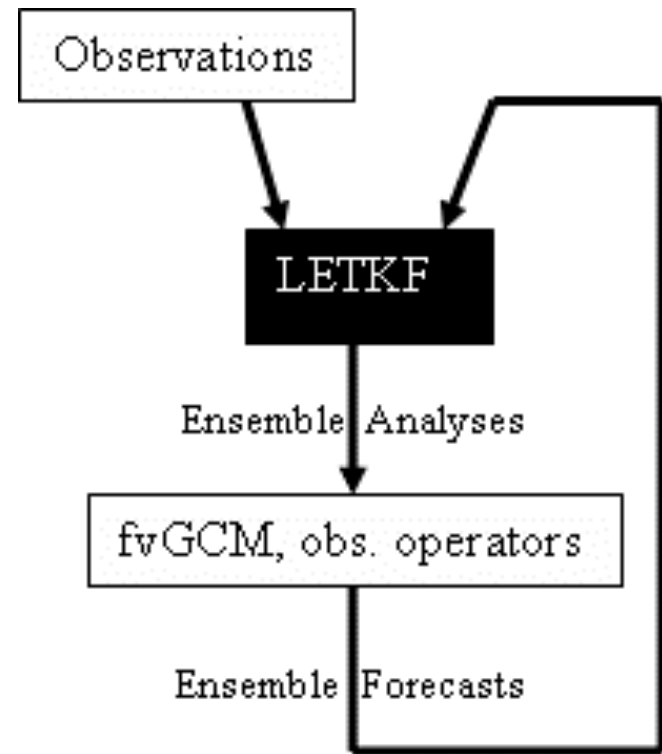 Observations
LETKF
Ensemble Analyses
fvGCM, obs. operators
Ensemble Forecasts